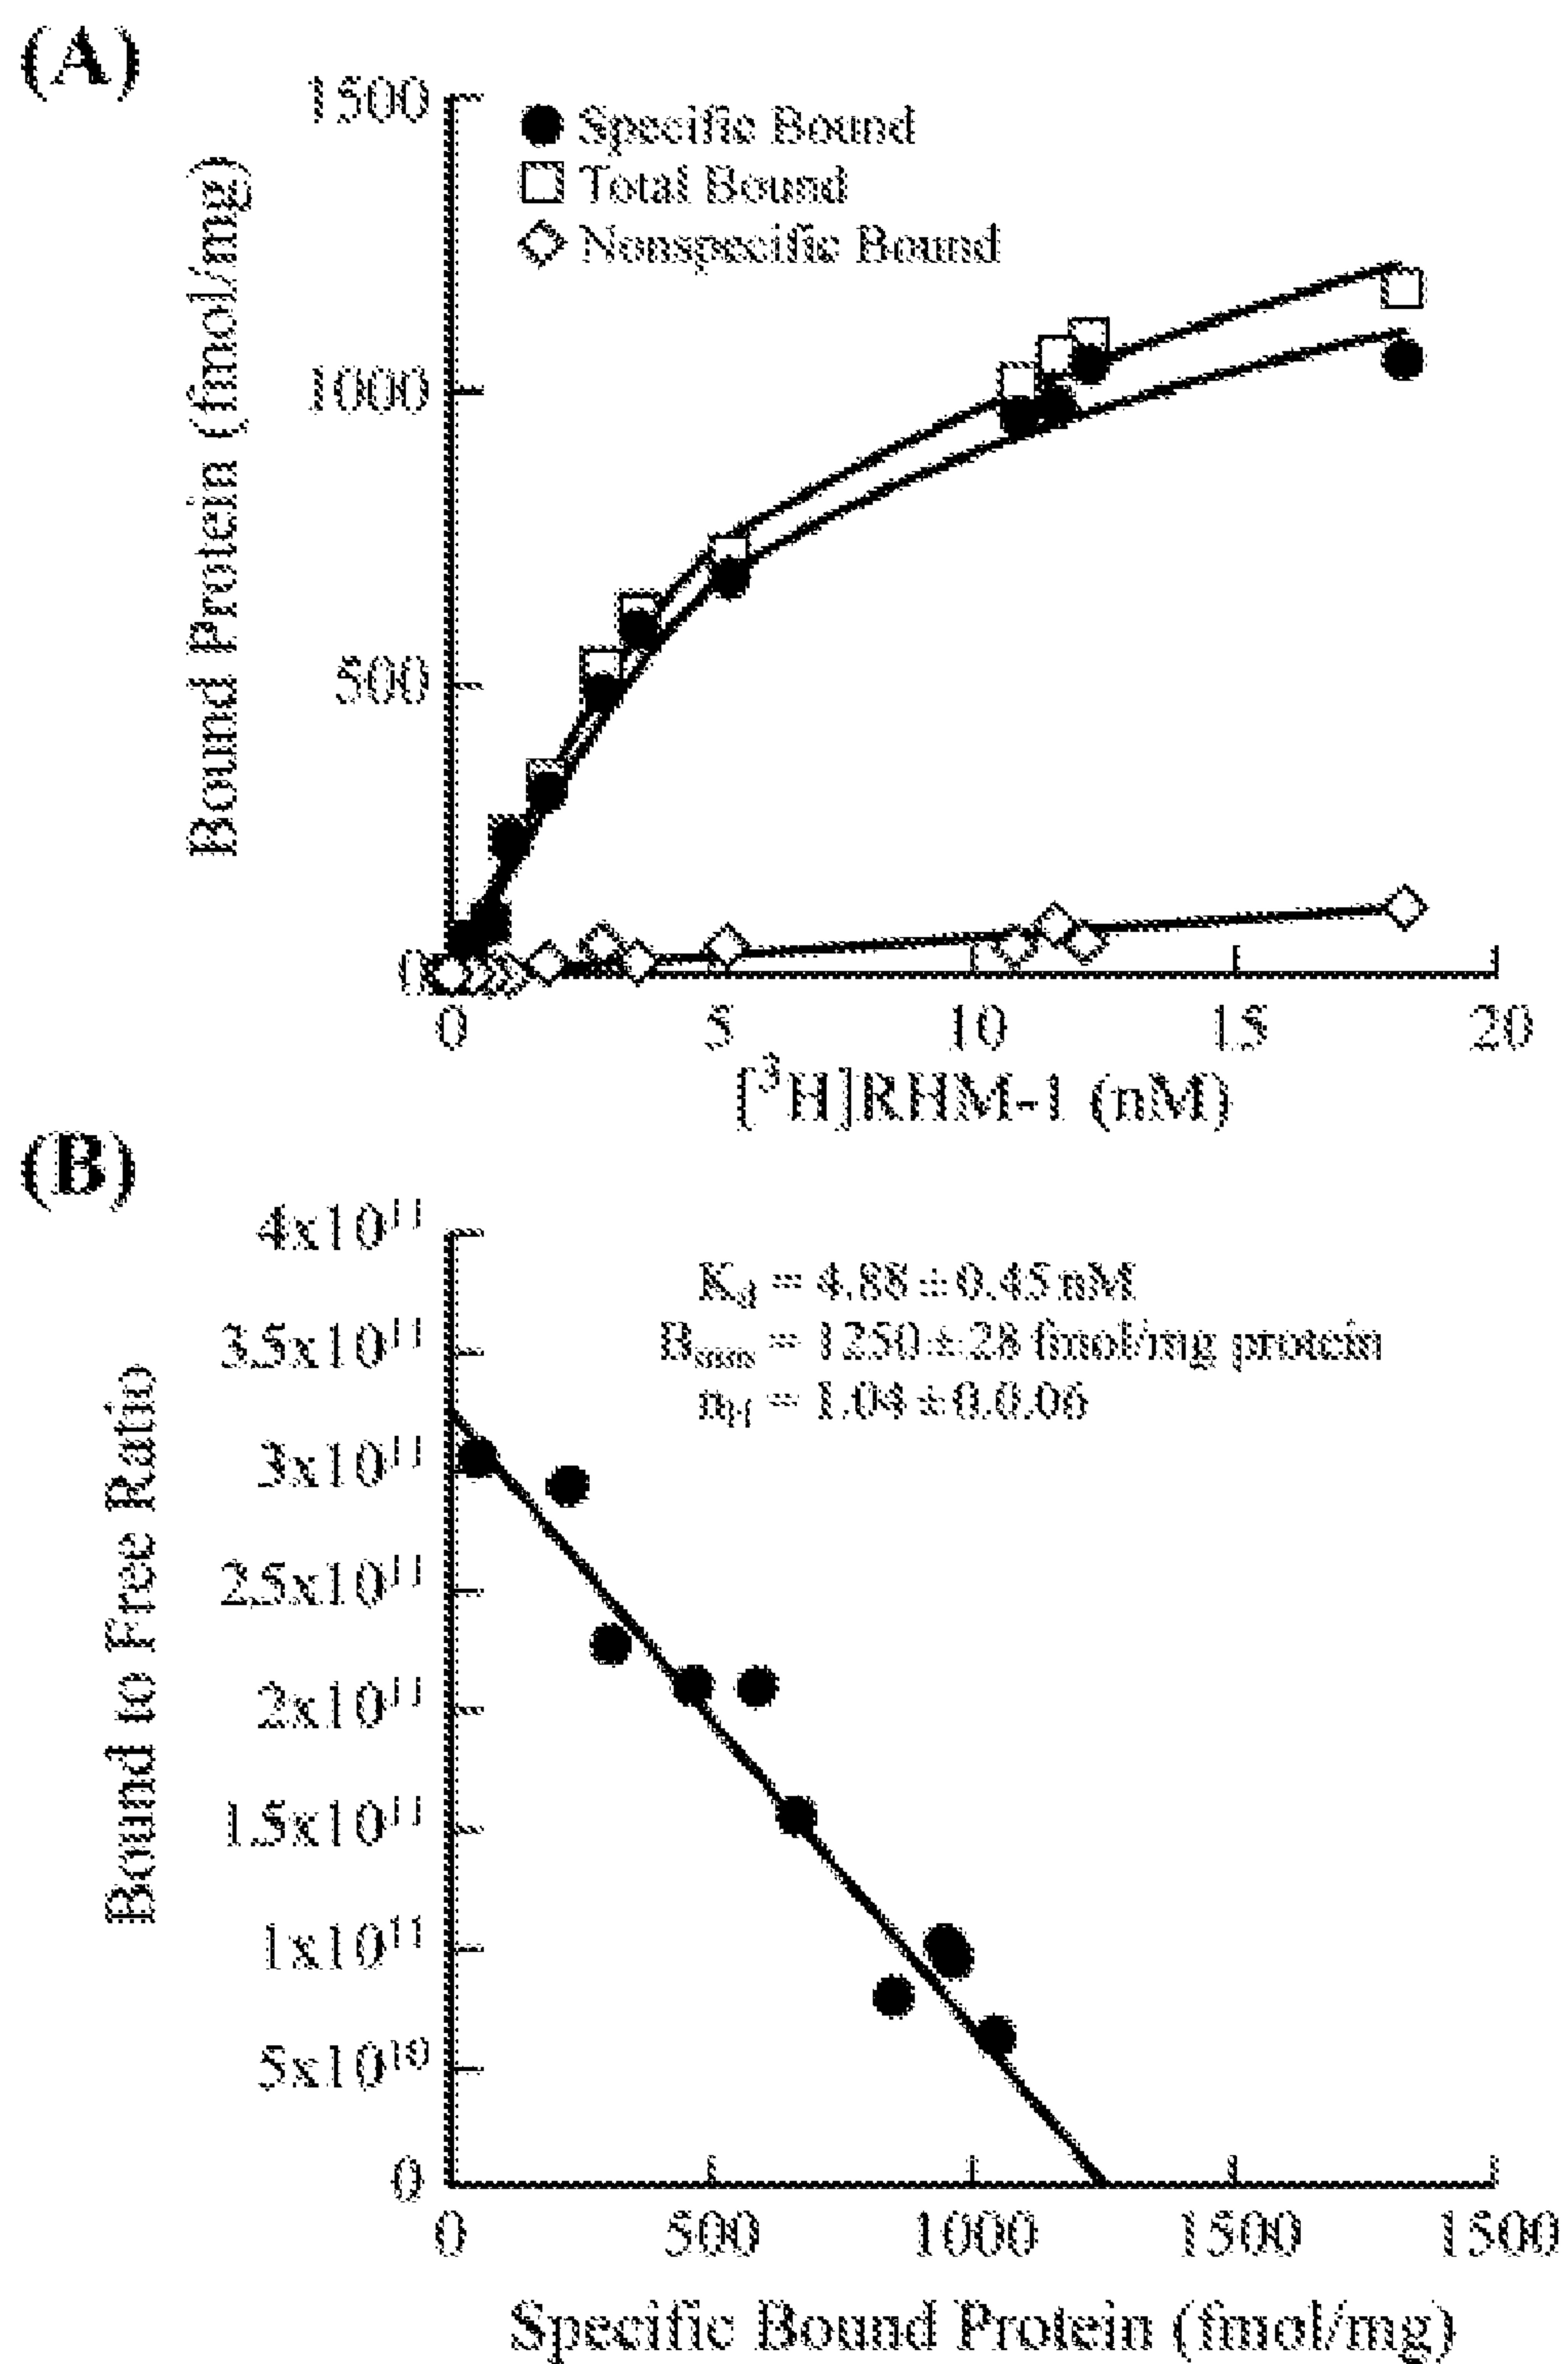 (A)
1500
Specific Bound
Total Bound
Nonspecific Bound
1000
500
0
Bound Protein (fmol/mg)
0 5 10 15 20
[³H]RHM-1 (nM)
(B)
4x10¹¹
3.5x10¹¹
3x10¹¹
2.5x10¹¹
2x10¹¹
1.5x10¹¹
1x10¹¹
5x10¹⁰
0
Bound to Free Ratio
K_d = 4.88 ± 0.45 nM
= 1250 ± 28 fmol/mg protein
n_H = 1.04 ± 0.0.06
0 500 1000 1500 1500
Specific Bound Protein (fmol/mg)